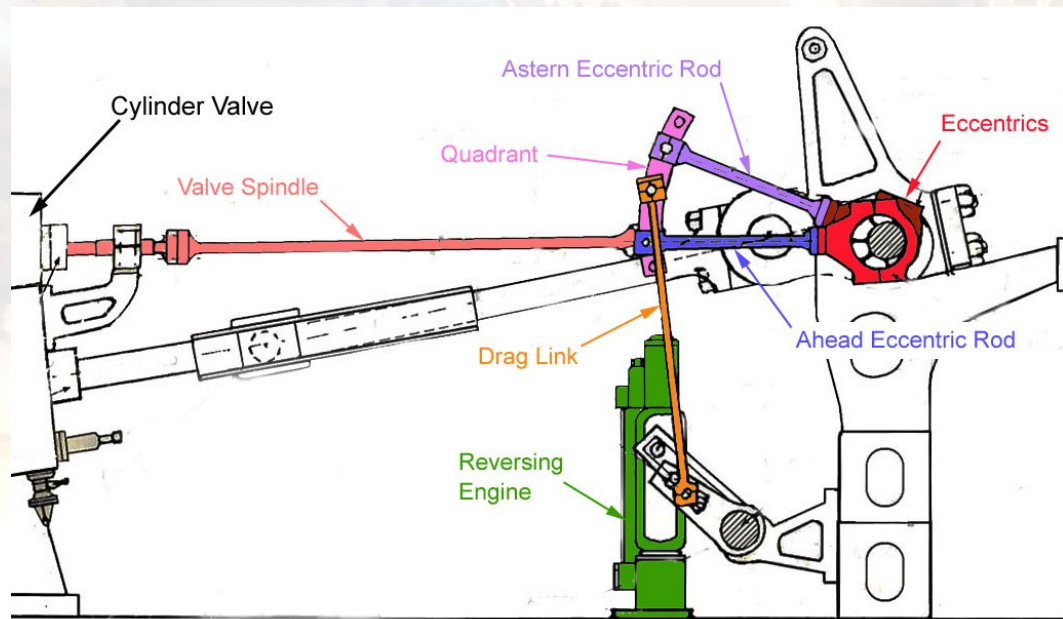 Astern Eccentric Rod
Cylinder Valve
Eccentrics
Quadrant
Valve Spindle
Drag Link
Ahead Eccentric Rod
Reversing
Engine